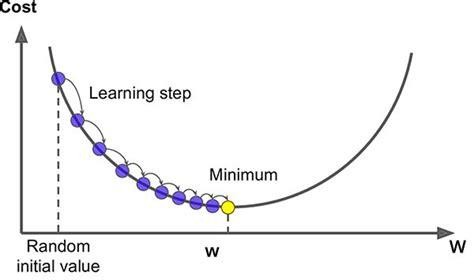 Cost
Learning step
Minimum
Random
initial value
w
w